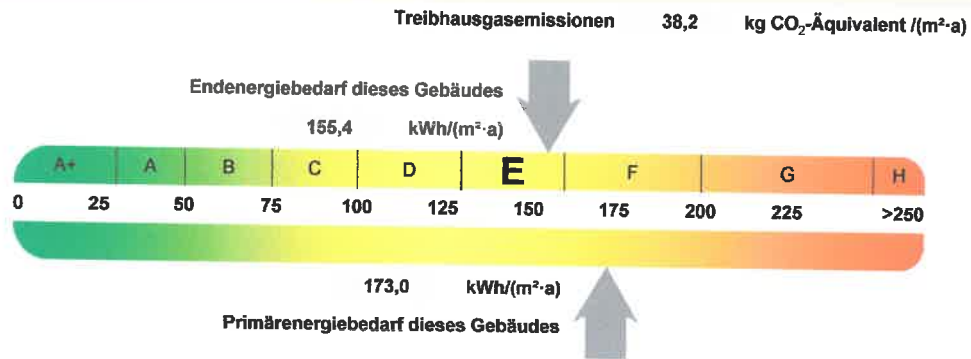 Treibhausgasemissionen 38,2 kg CO₂-Äquivalent /(m²·a)
Endenergiebedarf dieses Gebäudes
155,4 kWh/(m²·a)
A+ A B C D E F G H
0 25 50 75 100 125 150 175 200 225 >250
173,0 kWh/(m²·a)
Primärenergiebedarf dieses Gebäudes